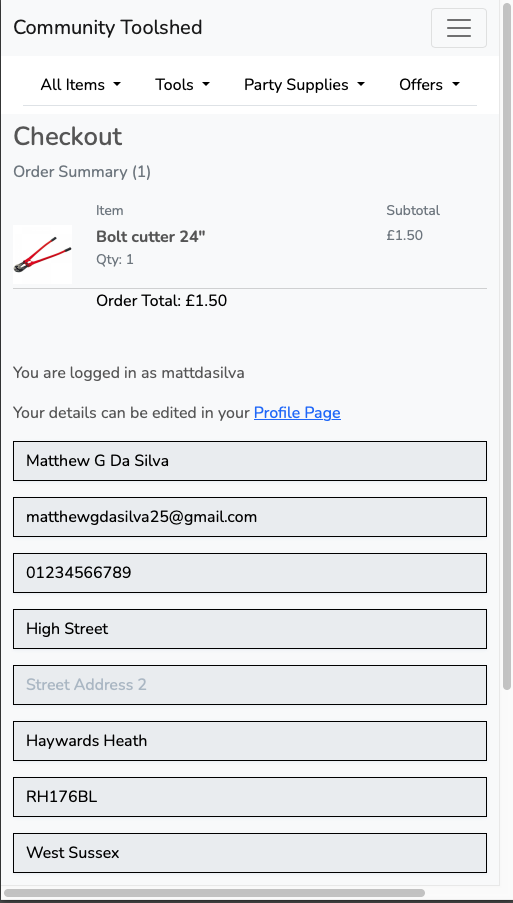 Community Toolshed
All Items Tools Party Supplies Offers
Checkout
Order Summary (1)
Item Subtotal
Bolt cutter 24" £1.50
Qty: 1
Order Total: £1.50
You are logged in as mattdasilva
Your details can be edited in your Profile Page
Matthew G Da Silva
matthewgdasilva25@gmail.com
01234566789
High Street
Street Address 2
Haywards Heath
RH176BL
West Sussex